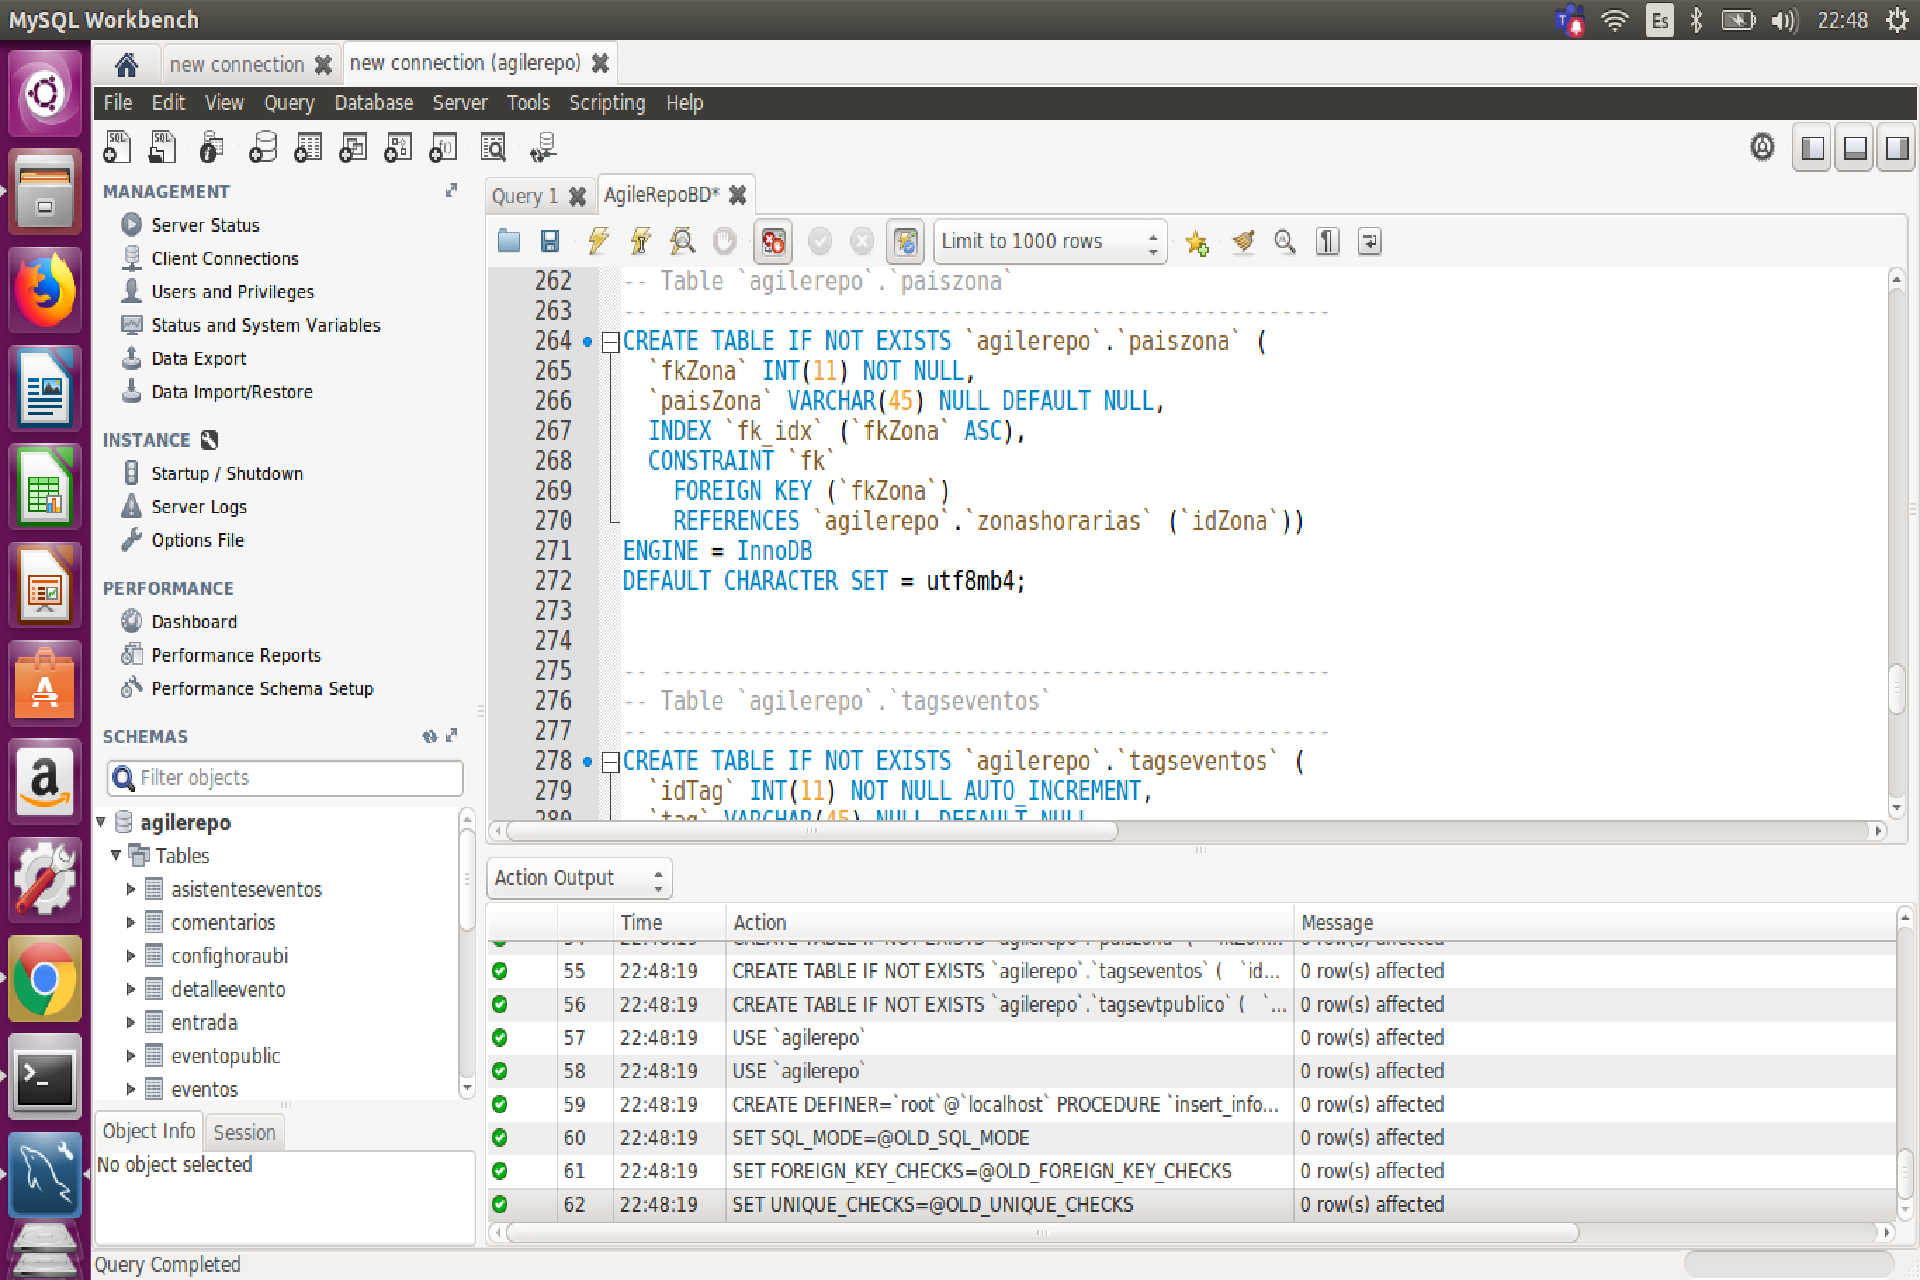 MySQL Workbench
Es
22:48
new connection
new connection (agilerepo)
File Edit View Query Database Server Tools Scripting Help
MANAGEMENT
Server Status
Client Connections
Users and Privileges
Status and System Variables
Data Export
Data Import/Restore
INSTANCE
Startup / Shutdown
Server Logs
Options File
PERFORMANCE
Dashboard
Performance Reports
Performance Schema Setup
SCHEMAS
Filter objects
agilerepo
Tables
asistenteseventos
comentarios
confighoraubi
detalleevento
entrada
eventopublic
eventos
Object Info Session
No object selected
Query 1 AgileRepoBD*
Limit to 1000 rows
262 -- Table `agilerepo`.`paiszona`
263 -- -----------------------------------------------------
264 CREATE TABLE IF NOT EXISTS `agilerepo`.`paiszona` (
265 `fkZona` INT(11) NOT NULL,
266 `paisZona` VARCHAR(45) NULL DEFAULT NULL,
267 INDEX `fk_idx` (`fkZona` ASC),
268 CONSTRAINT `fk`
269 FOREIGN KEY (`fkZona`)
270 REFERENCES `agilerepo`.`zonashorarias` (`idZona`))
271 ENGINE = InnoDB
272 DEFAULT CHARACTER SET = utf8mb4;
273
274
275 -- -----------------------------------------------------
276 -- Table `agilerepo`.`tagseventos`
277 -- -----------------------------------------------------
278 CREATE TABLE IF NOT EXISTS `agilerepo`.`tagseventos` (
279 `idTag` INT(11) NOT NULL AUTO_INCREMENT,
280 `tag` VARCHAR(45) NULL DEFAULT NULL
Action Output
Time Action Message
55 22:48:19 CREATE TABLE IF NOT EXISTS `agilerepo`.`tagseventos` ( `id... 0 row(s) affected
56 22:48:19 CREATE TABLE IF NOT EXISTS `agilerepo`.`tagsevtpublico` ( `... 0 row(s) affected
57 22:48:19 USE `agilerepo` 0 row(s) affected
58 22:48:19 USE `agilerepo` 0 row(s) affected
59 22:48:19 CREATE DEFINER=`root`@`localhost` PROCEDURE `insert_info... 0 row(s) affected
60 22:48:19 SET SQL_MODE=@OLD_SQL_MODE 0 row(s) affected
61 22:48:19 SET FOREIGN_KEY_CHECKS=@OLD_FOREIGN_KEY_CHECKS 0 row(s) affected
62 22:48:19 SET UNIQUE_CHECKS=@OLD_UNIQUE_CHECKS 0 row(s) affected
Query Completed